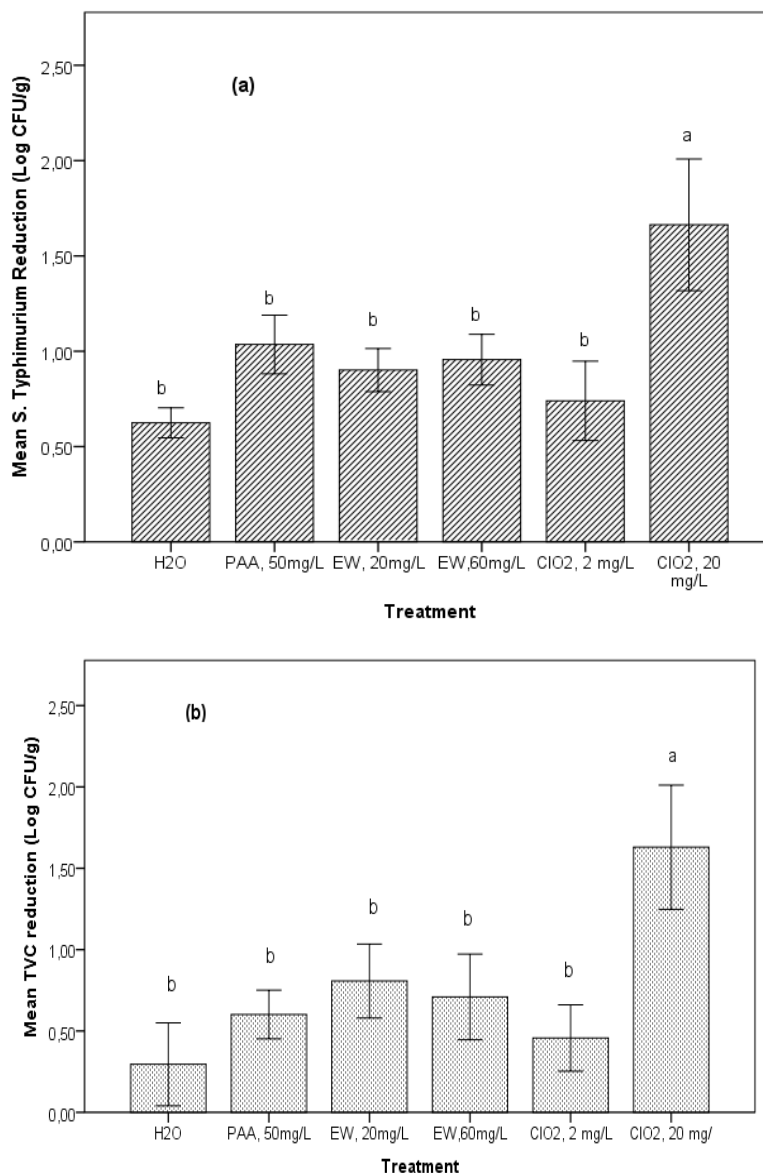 (a)
Mean S. Typhimurium Reduction (Log CFU/g)
2,50
2,00
1,50
1,00
0,50
0,00
b
b
b
b
b
a
H2O
PAA, 50mg/L
EW, 20mg/L
EW,60mg/L
ClO2, 2 mg/L
ClO2, 20
mg/L
Treatment
(b)
Mean TVC reduction (Log CFU/g)
2,50
2,00
1,50
1,00
0,50
0,00
b
b
b
b
b
a
H2O
PAA, 50mg/L
EW, 20mg/L
EW,60mg/L
ClO2, 2 mg/L
ClO2, 20 mg/
Treatment